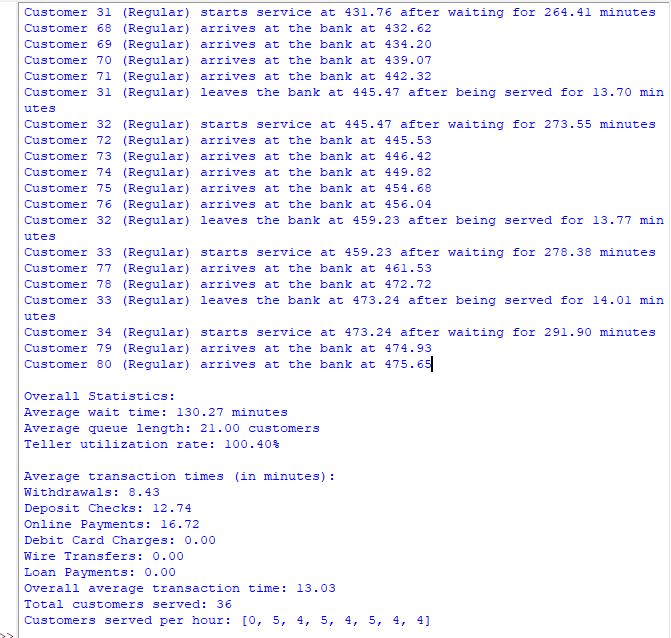 Customer 31 (Regular) starts service at 431.76 after waiting for 264.41 minutes
Customer 68 (Regular) arrives at the bank at 432.62
Customer 69 (Regular) arrives at the bank at 434.20
Customer 70 (Regular) arrives at the bank at 439.07
Customer 71 (Regular) arrives at the bank at 442.32
Customer 31 (Regular) leaves the bank at 445.47 after being served for 13.70 min
utes
Customer 32 (Regular) starts service at 445.47 after waiting for 273.55 minutes
Customer 72 (Regular) arrives at the bank at 445.53
Customer 73 (Regular) arrives at the bank at 446.42
Customer 74 (Regular) arrives at the bank at 449.82
Customer 75 (Regular) arrives at the bank at 454.68
Customer 76 (Regular) arrives at the bank at 456.04
Customer 32 (Regular) leaves the bank at 459.23 after being served for 13.77 min
utes
Customer 33 (Regular) starts service at 459.23 after waiting for 278.38 minutes
Customer 77 (Regular) arrives at the bank at 461.53
Customer 78 (Regular) arrives at the bank at 472.72
Customer 33 (Regular) leaves the bank at 473.24 after being served for 14.01 min
utes
Customer 34 (Regular) starts service at 473.24 after waiting for 291.90 minutes
Customer 79 (Regular) arrives at the bank at 474.93
Customer 80 (Regular) arrives at the bank at 475.65
Overall Statistics:
Average wait time: 130.27 minutes
Average queue length: 21.00 customers
Teller utilization rate: 100.40%
Average transaction times (in minutes):
Withdrawals: 8.43
Deposit Checks: 12.74
Online Payments: 16.72
Debit Card Charges: 0.00
Wire Transfers: 0.00
Loan Payments: 0.00
Overall average transaction time: 13.03
Total customers served: 36
Customers served per hour: [0, 5, 4, 5, 4, 5, 4, 4]
>>